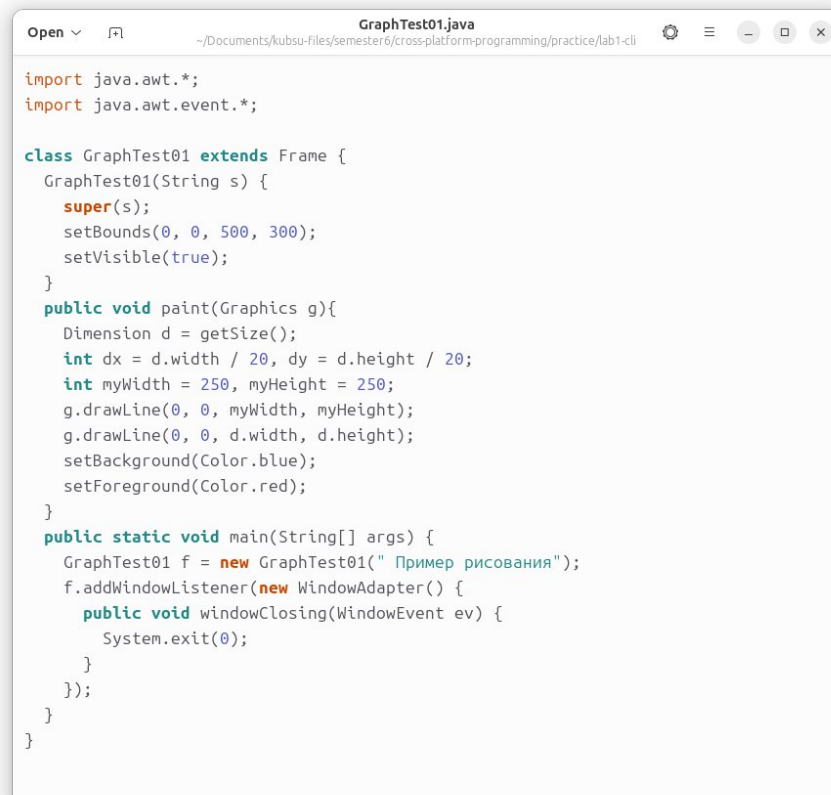 Open
GraphTest01.java
~/Documents/kubsu-files/semester6/cross-platform-programming/practice/lab1-cli
import java.awt.*;
import java.awt.event.*;
class GraphTest01 extends Frame {
  GraphTest01(String s) {
    super(s);
    setBounds(0, 0, 500, 300);
    setVisible(true);
  }
  public void paint(Graphics g){
    Dimension d = getSize();
    int dx = d.width / 20, dy = d.height / 20;
    int myWidth = 250, myHeight = 250;
    g.drawLine(0, 0, myWidth, myHeight);
    g.drawLine(0, 0, d.width, d.height);
    setBackground(Color.blue);
    setForeground(Color.red);
  }
  public static void main(String[] args) {
    GraphTest01 f = new GraphTest01(" Пример рисования");
    f.addWindowListener(new WindowAdapter() {
      public void windowClosing(WindowEvent ev) {
        System.exit(0);
      }
    });
  }
}